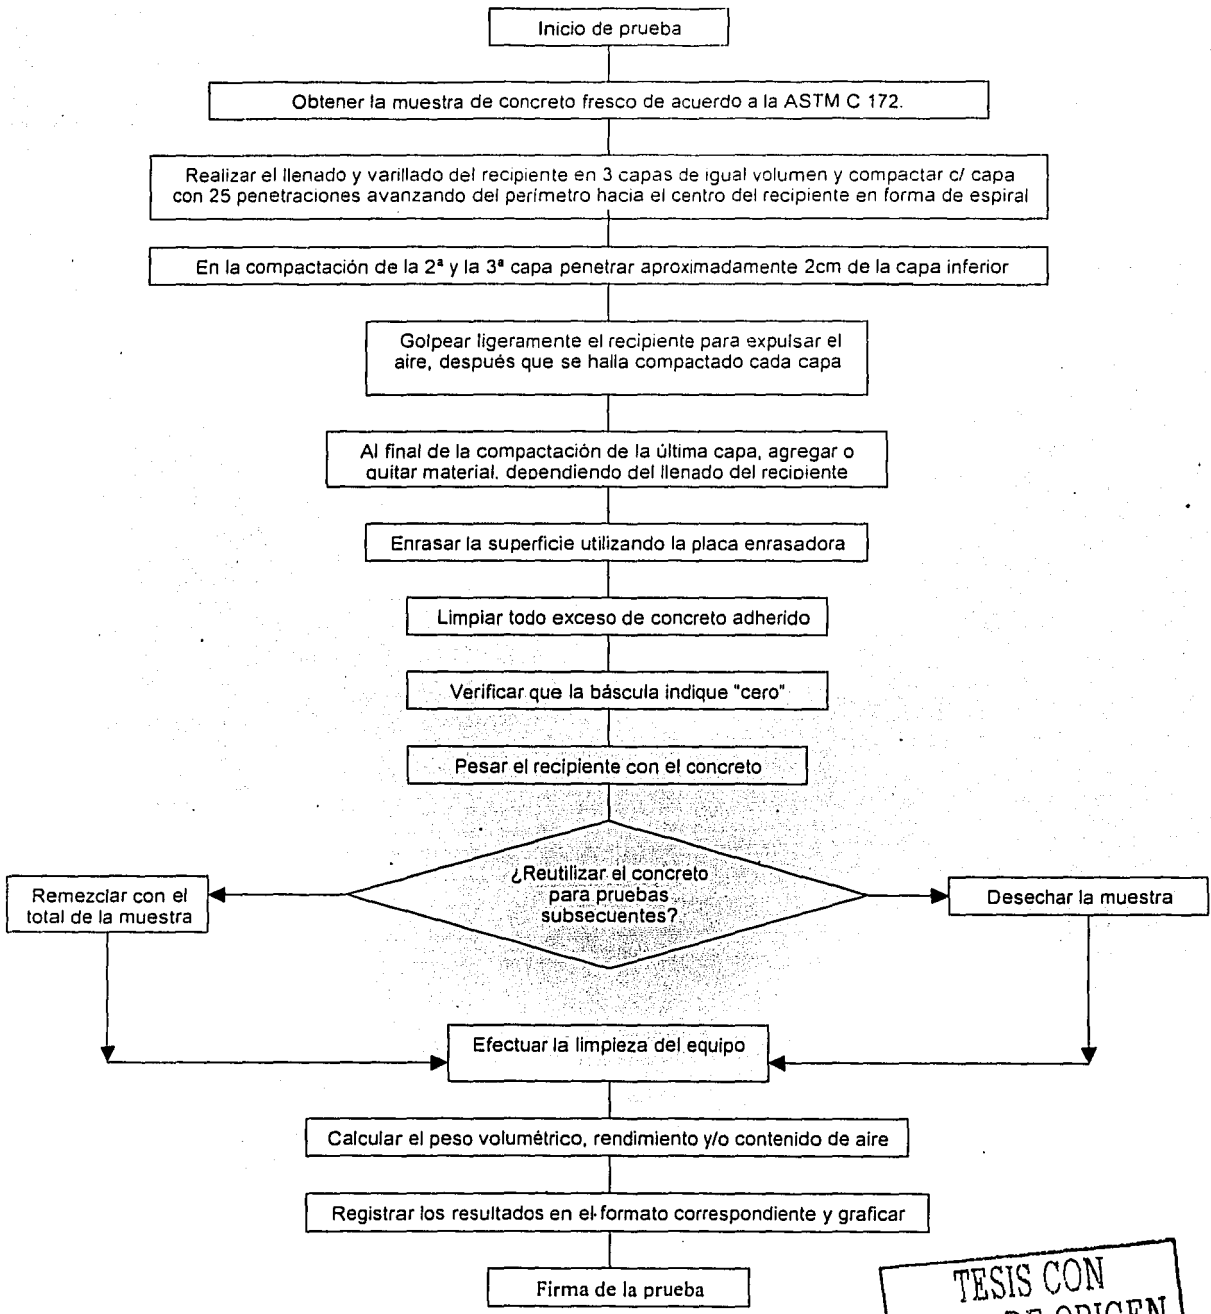 Inicio de prueba
Obtener la muestra de concreto fresco de acuerdo a la ASTM C 172.
Realizar el llenado y varillado del recipiente en 3 capas de igual volumen y compactar c/ capa
con 25 penetraciones avanzando del perímetro hacia el centro del recipiente en forma de espiral
En la compactación de la 2ª y la 3ª capa penetrar aproximadamente 2cm de la capa inferior
Golpear ligeramente el recipiente para expulsar el
aire, después que se halla compactado cada capa
Al final de la compactación de la última capa, agregar o
quitar material, dependiendo del llenado del recipiente
Enrasar la superficie utilizando la placa enrasadora
Limpiar todo exceso de concreto adherido
Verificar que la báscula indique "cero"
Pesar el recipiente con el concreto
¿Reutilizar el concreto
para pruebas
subsecuentes?
Remezclar con el
total de la muestra
Desechar la muestra
Efectuar la limpieza del equipo
Calcular el peso volumétrico, rendimiento y/o contenido de aire
Registrar los resultados en el formato correspondiente y graficar
Firma de la prueba
TESIS CON
DE ORIGEN